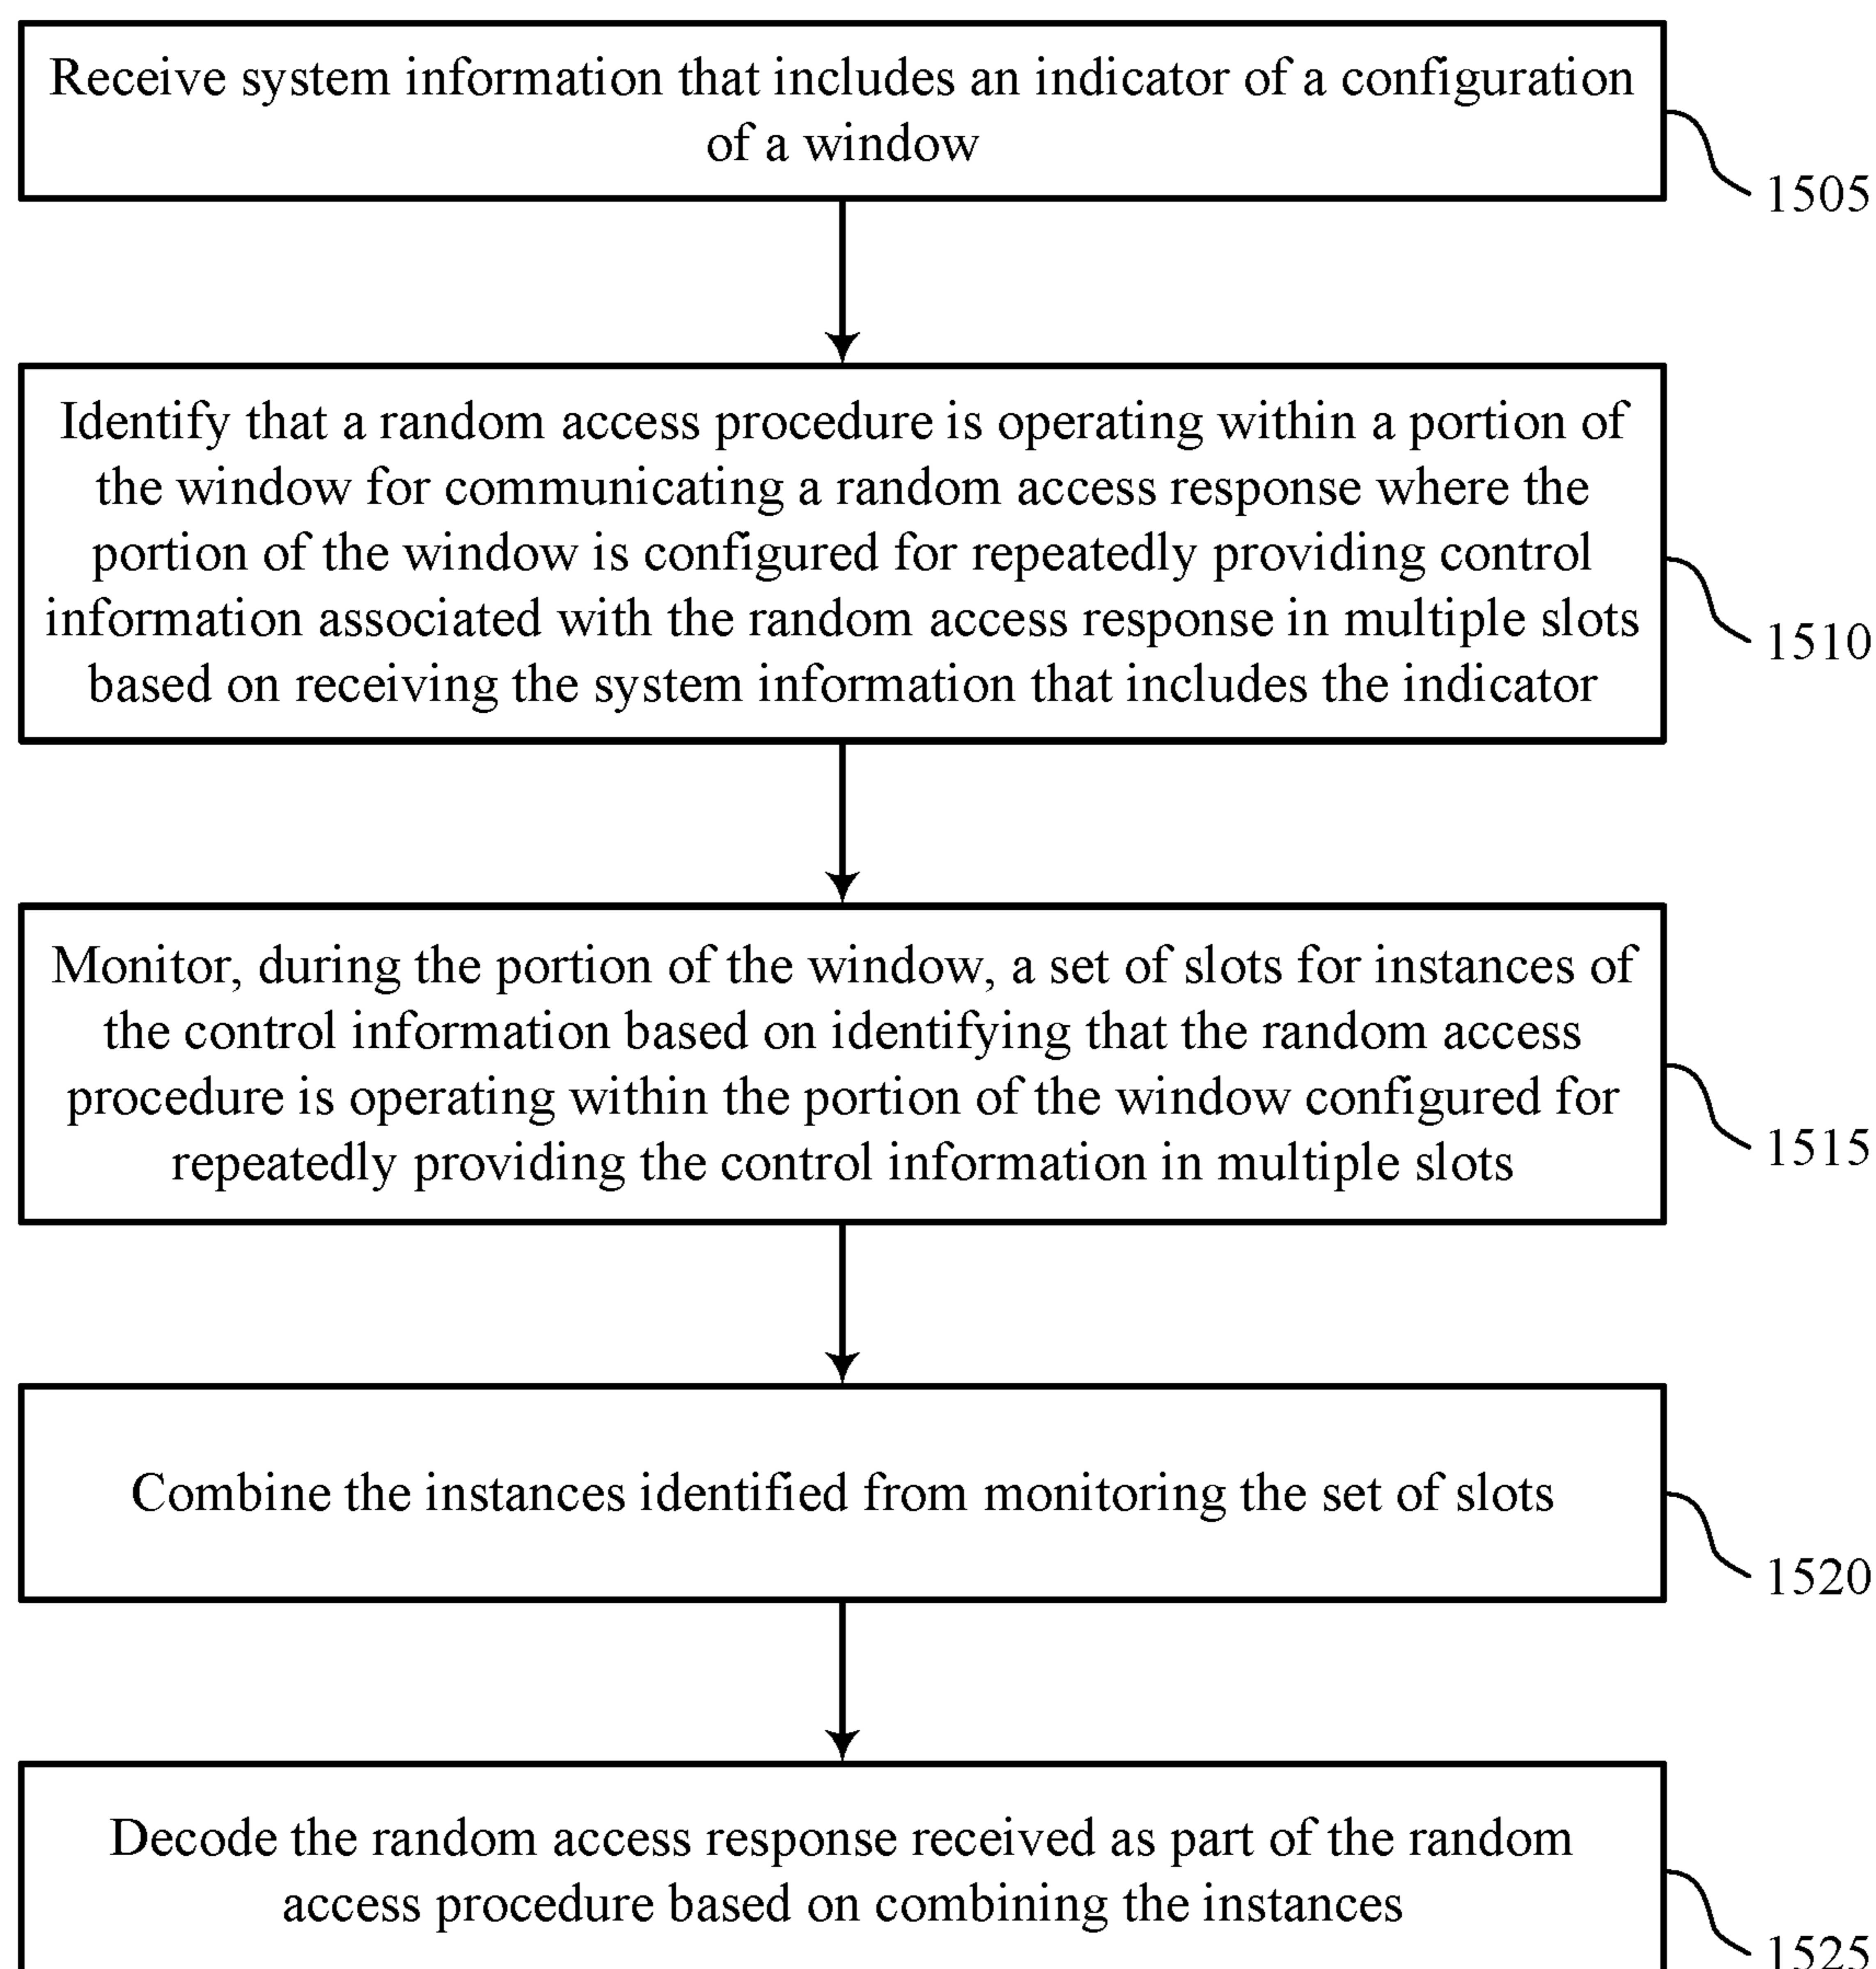 Receive system information that includes an indicator of a configuration
of a window
1505
Identify that a random access procedure is operating within a portion of
the window for communicating a random access response where the
portion of the window is configured for repeatedly providing control
information associated with the random access response in multiple slots
based on receiving the system information that includes the indicator
1510
Monitor, during the portion of the window, a set of slots for instances of
the control information based on identifying that the random access
procedure is operating within the portion of the window configured for
repeatedly providing the control information in multiple slots
1515
Combine the instances identified from monitoring the set of slots
1520
Decode the random access response received as part of the random
access procedure based on combining the instances
1525